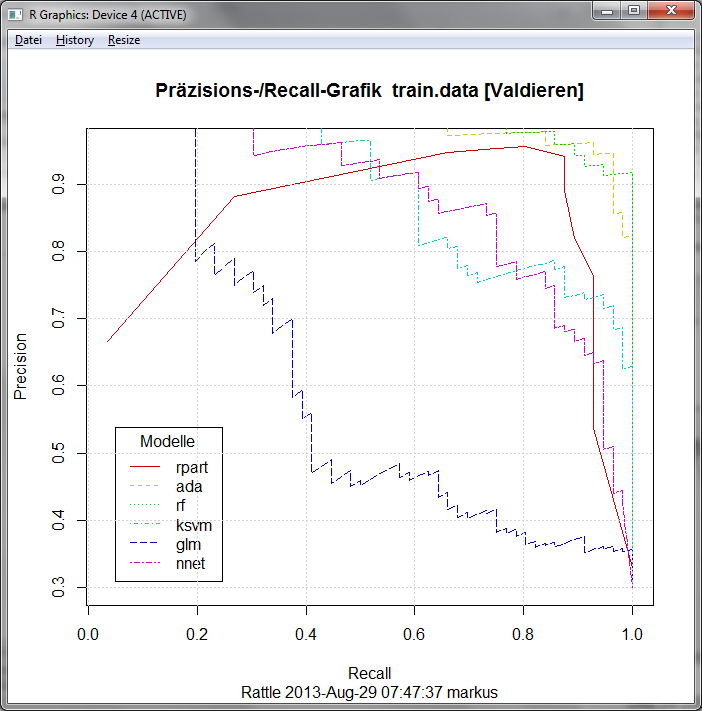 R Graphics: Device 4 (ACTIVE)
Datei History Resize
Präzisions-/Recall-Grafik train.data [Valdieren]
Precision
0.9
0.8
0.7
0.6
0.5
0.4
0.3
Modelle
rpart
ada
rf
ksvm
glm
nnet
0.0 0.2 0.4 0.6 0.8 1.0
Recall
Rattle 2013-Aug-29 07:47:37 markus